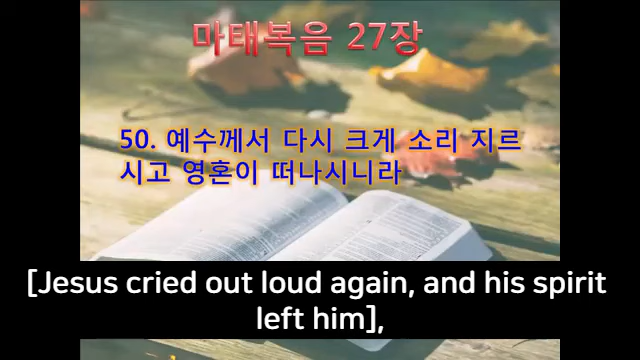 마태복음 27장
50. 예수께서 다시 크게 소리 지르
시고 영혼이 떠나시니라
[Jesus cried out loud again, and his spirit
left him],